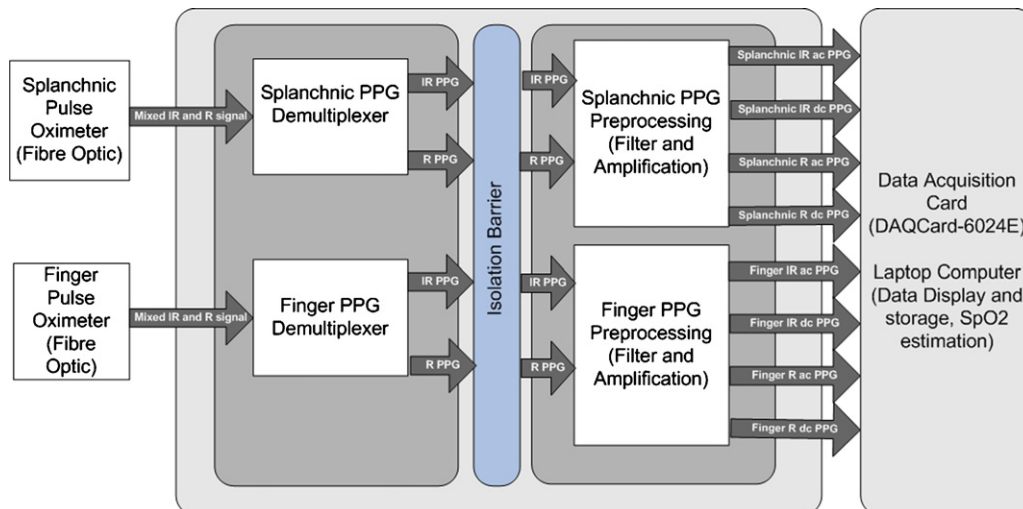 Splanchnic
Pulse
Oximeter
(Fibre Optic)
Mixed IR and R signal
Splanchnic PPG
Demultiplexer
IR PPG
R PPG
Isolation Barrier
IR PPG
R PPG
Splanchnic PPG
Preprocessing
(Filter and
Amplification)
Splanchnic IR ac PPG
Splanchnic IR dc PPG
Splanchnic R ac PPG
Splanchnic R dc PPG
Finger
Pulse
Oximeter
(Fibre
Optic)
Mixed IR and R signal
Finger PPG
Demultiplexer
IR PPG
R PPG
IR PPG
R PPG
Finger PPG
Preprocessing
(Filter and
Amplification)
Finger IR ac PPG
Finger IR dc PPG
Finger R ac PPG
Finger R dc PPG
Data Acquisition
Card
(DAQCard-6024E)
Laptop Computer
(Data Display and
storage, SpO2
estimation)